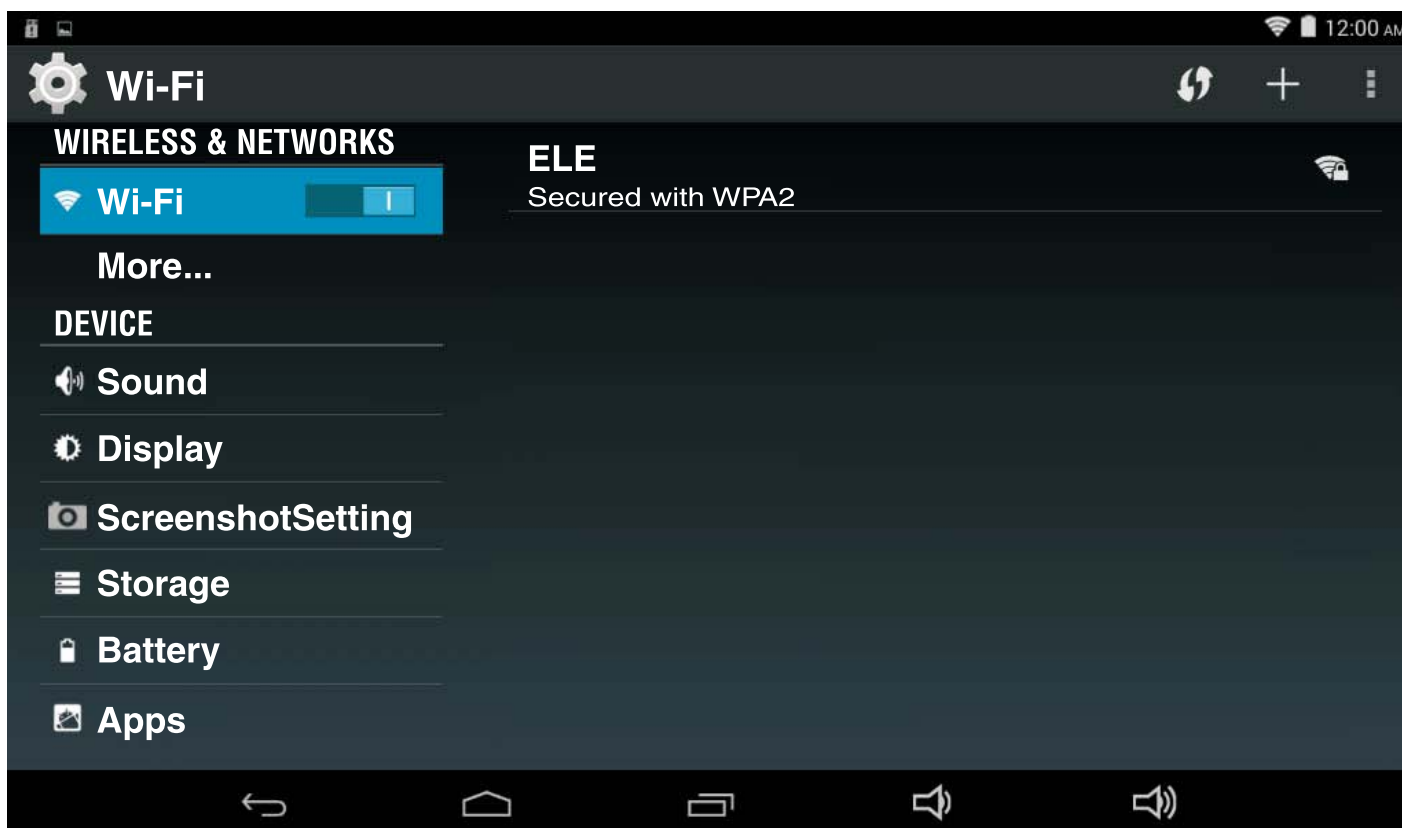 12:00 AM
Wi-Fi
WIRELESS & NETWORKS
Wi-Fi
More...
DEVICE
Sound
Display
ScreenshotSetting
Storage
Battery
Apps
ELE
Secured with WPA2